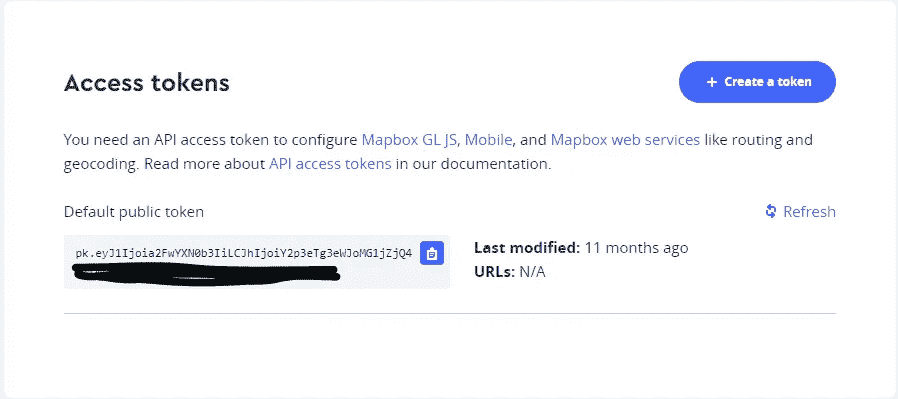 Access tokens
+ Create a token
You need an API access token to configure Mapbox GL JS, Mobile, and Mapbox web services like routing and
geocoding. Read more about API access tokens in our documentation.
Default public token
Refresh
pk.eyJ1Ijoia2FwYXN0b3IiLCJhIjoiY2p3eTg3eWJoMG1jZjQ4
Last modified: 11 months ago
URLs: N/A